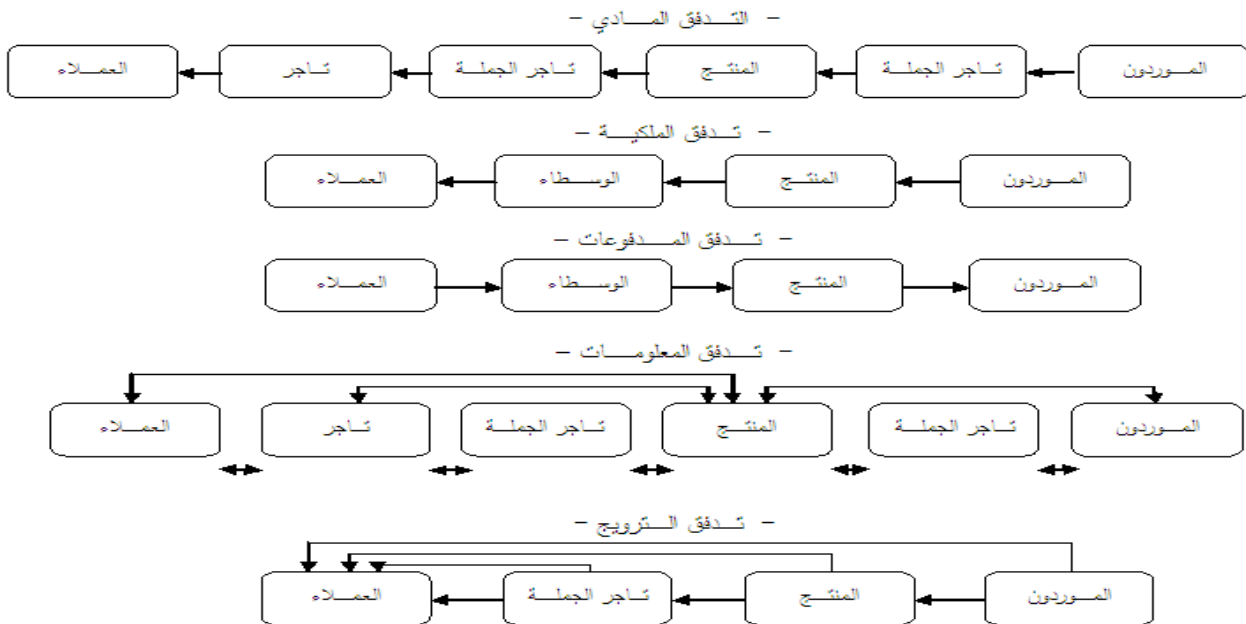 - التدفق المادي -
الموردون تاجر الجملة المنتج تاجر الجملة تاجر العملاء
- تدفق الملكية -
الموردون المنتج الوسطاء العملاء
- تدفق المدفوعات -
الموردون المنتج الوسطاء العملاء
- تدفق المعلومات -
الموردون تاجر الجملة المنتج تاجر الجملة تاجر العملاء
- تدفق الترويج -
الموردون المنتج تاجر الجملة العملاء